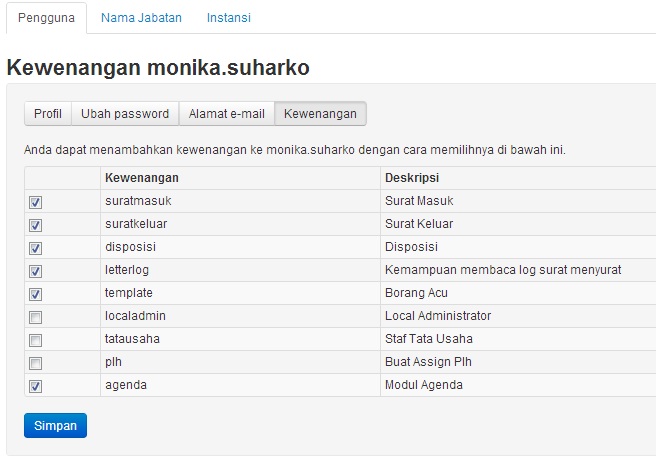 Pengguna Nama Jabatan Instansi
Kewenangan monika.suharko
Profil Ubah password Alamat e-mail Kewenangan
Anda dapat menambahkan kewenangan ke monika.suharko dengan cara memilihnya di bawah ini.
Kewenangan Deskripsi
suratmasuk Surat Masuk
suratkeluar Surat Keluar
disposisi Disposisi
letterlog Kemampuan membaca log surat menyurat
template Borang Acu
localadmin Local Administrator
tatausaha Staf Tata Usaha
plh Buat Assign Plh
agenda Modul Agenda
Simpan